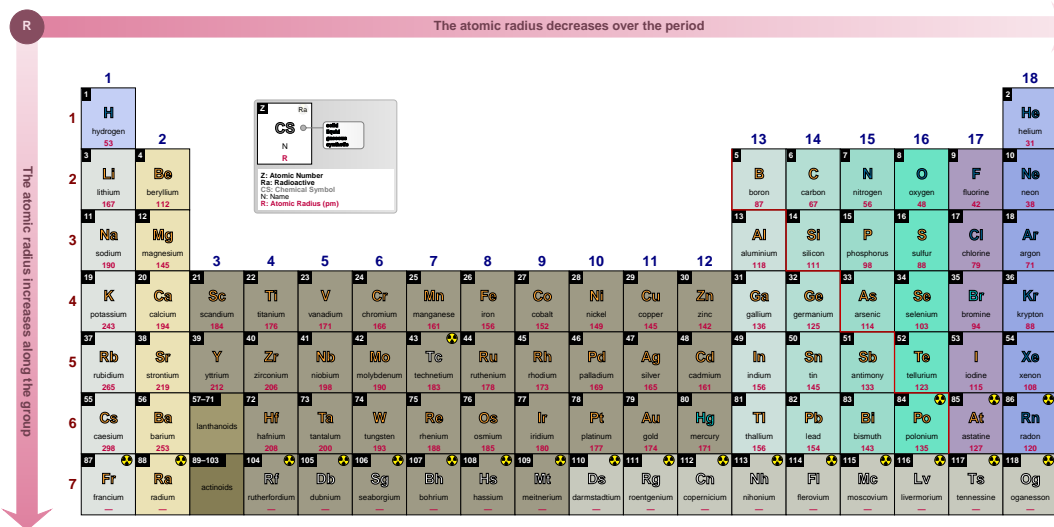 R
The atomic radius decreases over the period
The atomic radius increases along the group
1
18
1
1
H
hydrogen
53
Z
Ra
CS
N
R
solid
liquid
gaseous
synthetic
Z: Atomic Number
Ra: Radioactive
CS: Chemical Symbol
N: Name
R: Atomic Radius (pm)
2
He
helium
31
2
13
14
15
16
17
2
3
Li
lithium
167
4
Be
beryllium
112
5
B
boron
87
6
C
carbon
67
7
N
nitrogen
56
8
O
oxygen
48
9
F
fluorine
42
10
Ne
neon
38
3
11
Na
sodium
190
12
Mg
magnesium
145
13
Al
aluminium
118
14
Si
silicon
111
15
P
phosphorus
98
16
S
sulfur
88
17
Cl
chlorine
79
18
Ar
argon
71
3
4
5
6
7
8
9
10
11
12
4
19
K
potassium
243
20
Ca
calcium
194
21
Sc
scandium
184
22
Ti
titanium
176
23
V
vanadium
171
24
Cr
chromium
166
25
Mn
manganese
161
26
Fe
iron
156
27
Co
cobalt
152
28
Ni
nickel
149
29
Cu
copper
145
30
Zn
zinc
142
31
Ga
gallium
136
32
Ge
germanium
125
33
As
arsenic
114
34
Se
selenium
103
35
Br
bromine
94
36
Kr
krypton
88
5
37
Rb
rubidium
265
38
Sr
strontium
219
39
Y
yttrium
212
40
Zr
zirconium
206
41
Nb
niobium
198
42
Mo
molybdenum
190
43
Tc
technetium
183
44
Ru
ruthenium
178
45
Rh
rhodium
173
46
Pd
palladium
169
47
Ag
silver
165
48
Cd
cadmium
161
49
In
indium
156
50
Sn
tin
145
51
Sb
antimony
133
52
Te
tellurium
123
53
I
iodine
115
54
Xe
xenon
108
6
55
Cs
caesium
298
56
Ba
barium
253
57–71
lanthanoids
72
Hf
hafnium
208
73
Ta
tantalum
200
74
W
tungsten
193
75
Re
rhenium
188
76
Os
osmium
185
77
Ir
iridium
180
78
Pt
platinum
177
79
Au
gold
174
80
Hg
mercury
171
81
Tl
thallium
156
82
Pb
lead
154
83
Bi
bismuth
143
84
Po
polonium
135
85
At
astatine
127
86
Rn
radon
120
7
87
Fr
francium
—
88
Ra
radium
—
89–103
actinoids
104
Rf
rutherfordium
—
105
Db
dubnium
—
106
Sg
seaborgium
—
107
Bh
bohrium
—
108
Hs
hassium
—
109
Mt
meitnerium
—
110
Ds
darmstadtium
—
111
Rg
roentgenium
—
112
Cn
copernicium
—
113
Nh
nihonium
—
114
Fl
flerovium
—
115
Mc
moscovium
—
116
Lv
livermorium
—
117
Ts
tennessine
—
118
Og
oganesson
—